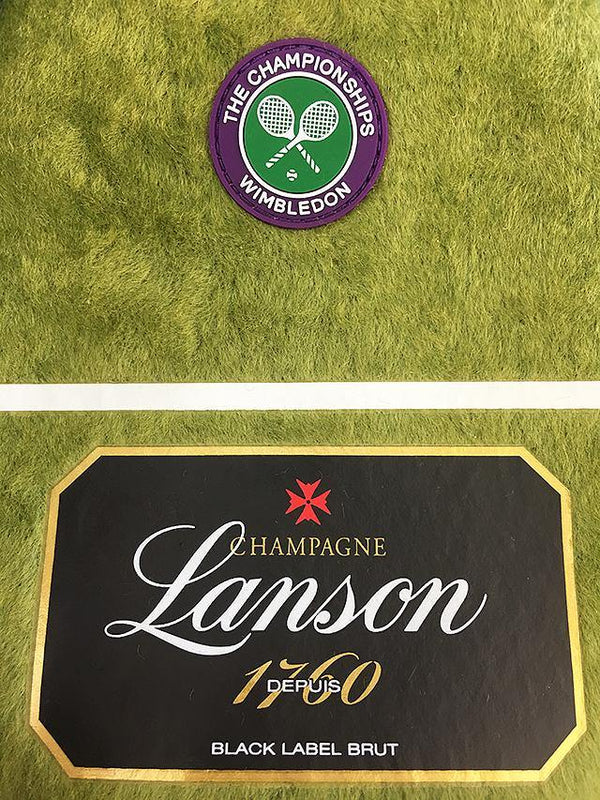 THE CHAMPIONSHIPS
WIMBLEDON
CHAMPAGNE
Lanson
1760
DEPUIS
BLACK LABEL BRUT